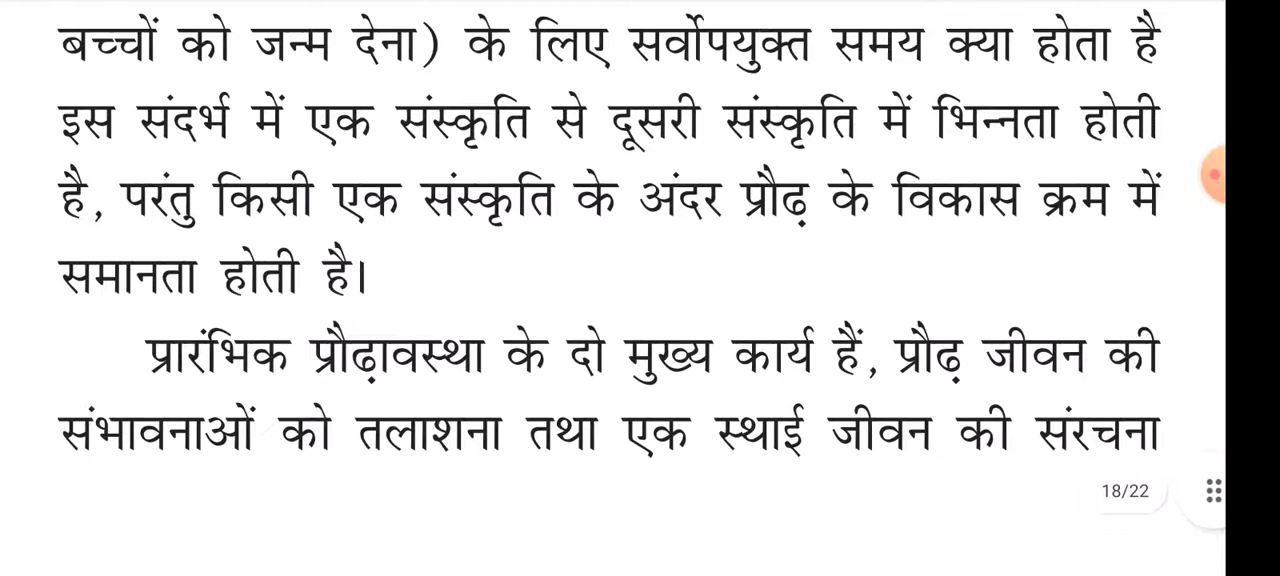 बच्चों को जन्म देना) के लिए सर्वोपयुक्त समय क्या होता है
इस संदर्भ में एक संस्कृति से दूसरी संस्कृति में भिन्नता होती
है, परंतु किसी एक संस्कृति के अंदर प्रौढ़ के विकास क्रम में
समानता होती है।
प्रारंभिक प्रौढ़ावस्था के दो मुख्य कार्य हैं, प्रौढ़ जीवन की
संभावनाओं को तलाशना तथा एक स्थाई जीवन की संरचना
18/22